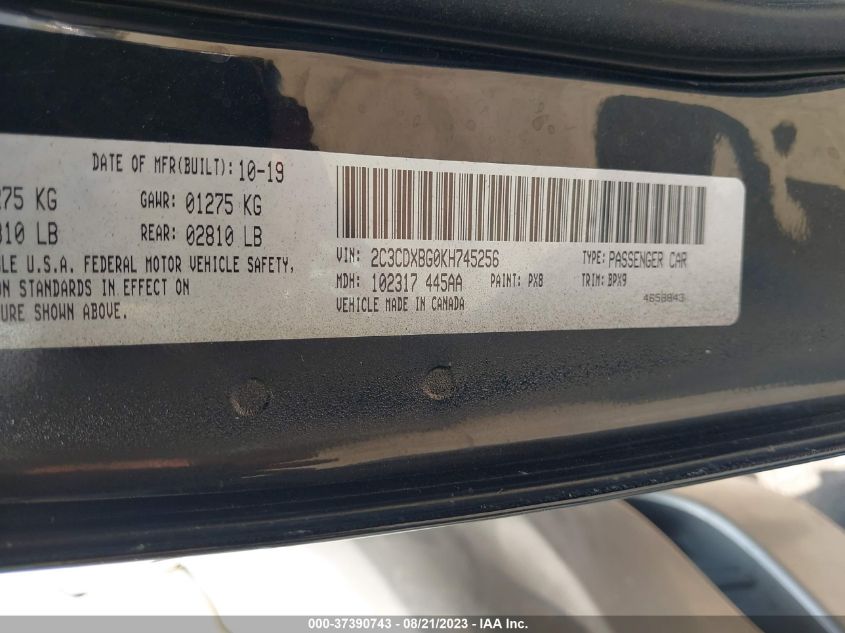 DATE OF MFR(BUILT): 10-19
275 KG GAWR: 01275 KG
810 LB REAR: 02810 LB
LE U.S.A. FEDERAL MOTOR VEHICLE SAFETY,
ON STANDARDS IN EFFECT ON
URE SHOWN ABOVE.
VIN: 2C3CDXBG0KH745256 TYPE: PASSENGER CAR
MDH: 102317 445AA PAINT: PX8 TRIM: BPX9
VEHICLE MADE IN CANADA 4658843
000-37390743 - 08/21/2023 - IAA Inc.